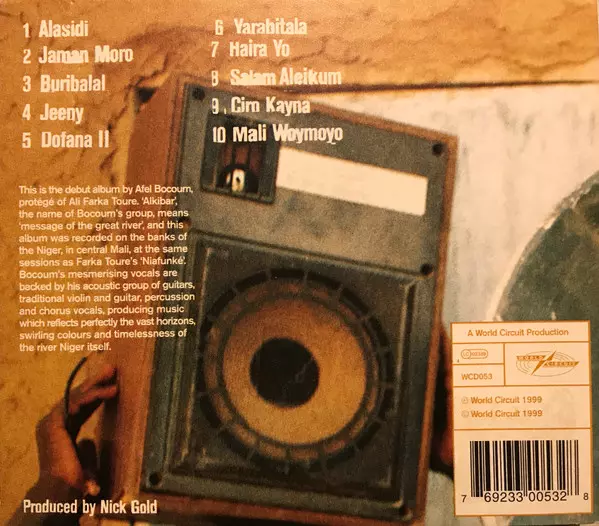 1 Alasidi
2 Jaman Moro
3 Buribalal
4 Jeeny
5 Dofana II
6 Yarabitala
7 Haira Yo
8 Salam Aleikum
9 Cim Kayna
10 Mali Woymoyo
This is the debut album by Afel Bocoum,
protégé of Ali Farka Toure. 'Alkibar',
the name of Bocoum's group, means
'message of the great river', and this
album was recorded on the banks of
the Niger, in central Mali, at the same
sessions as Farka Toure's 'Niafunké'.
Bocoum's mesmerising vocals are
backed by his acoustic group of guitars,
traditional violin and guitar, percussion
and chorus vocals, producing music
which reflects perfectly the vast horizons,
swirling colours and timelessness of
the river Niger itself.
Produced by Nick Gold
A World Circuit Production
WORLD CIRCUIT
WCD053
℗ World Circuit 1999
© World Circuit 1999
7 69233 00532 8